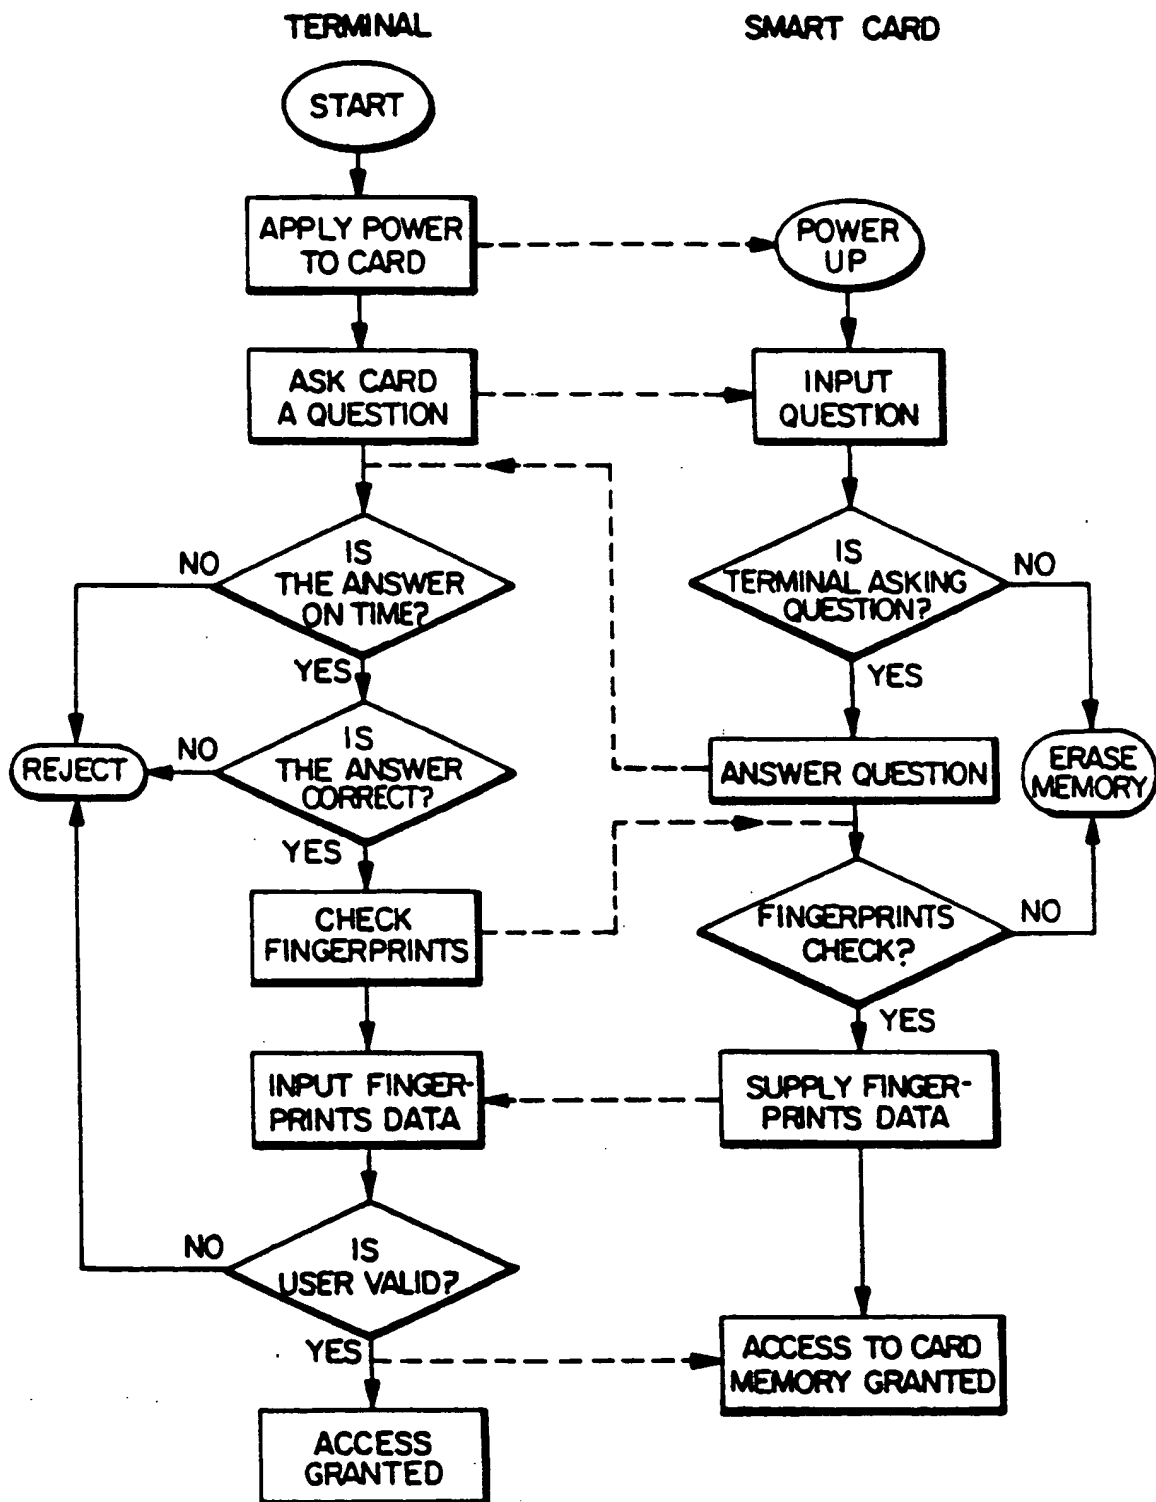 TERMINAL
SMART CARD
START
APPLY POWER
TO CARD
POWER
UP
ASK CARD
A QUESTION
INPUT
QUESTION
IS
THE ANSWER
ON TIME?
NO
YES
IS
TERMINAL ASKING
QUESTION?
NO
YES
REJECT
NO
IS
THE ANSWER
CORRECT?
YES
ANSWER QUESTION
ERASE
MEMORY
CHECK
FINGERPRINTS
FINGERPRINTS
CHECK?
NO
YES
INPUT FINGER-
PRINTS DATA
SUPPLY FINGER-
PRINTS DATA
NO
IS
USER VALID?
YES
ACCESS TO CARD
MEMORY GRANTED
ACCESS
GRANTED